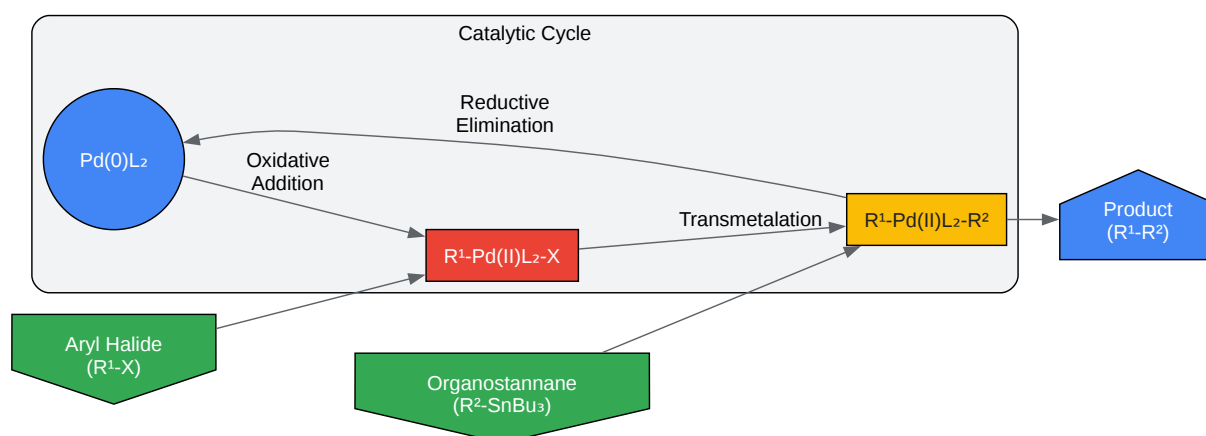 Catalytic Cycle
Reductive
Elimination
Pd(0)L₂
Oxidative
Addition
Transmetalation
R¹-Pd(II)L₂-R²
R¹-Pd(II)L₂-X
Product
(R¹-R²)
Aryl Halide
(R¹-X)
Organostannane
(R²-SnBu₃)